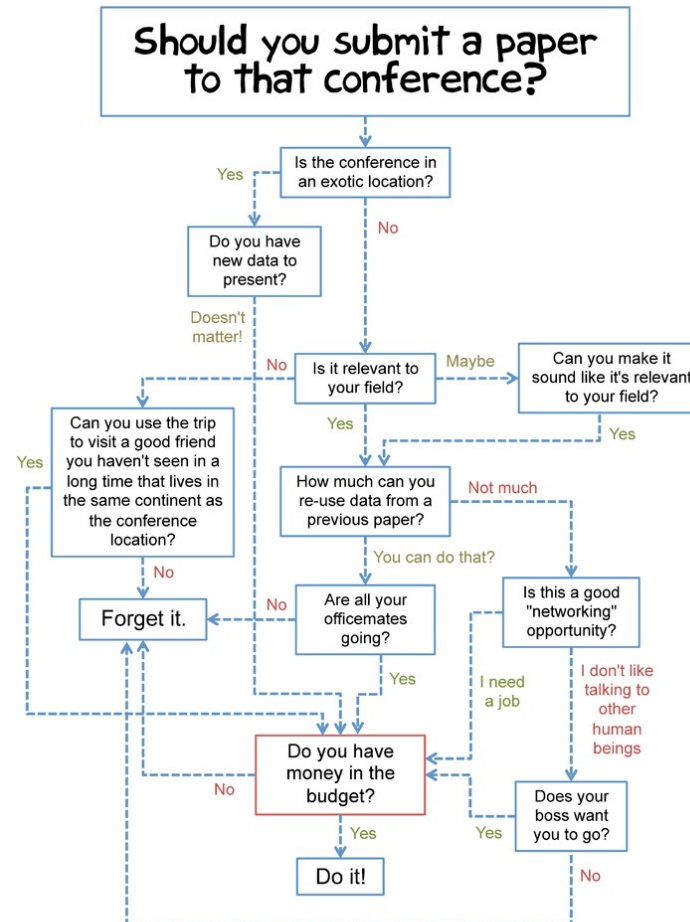 Should you submit a paper
to that conference?
Is the conference in
an exotic location?
Yes
No
Do you have
new data to
present?
Doesn't
matter!
Is it relevant to
your field?
No
Maybe
Can you make it
sound like it's relevant
to your field?
Yes
Yes
Can you use the trip
to visit a good friend
you haven't seen in a
long time that lives in
the same continent as
the conference
location?
Yes
No
How much can you
re-use data from a
previous paper?
Not much
You can do that?
Forget it.
No
Are all your
officemates
going?
Yes
Is this a good
"networking"
opportunity?
I need
a job
I don't like
talking to
other
human
beings
Do you have
money in the
budget?
No
Yes
Does your
boss want
you to go?
Yes
No
Do it!